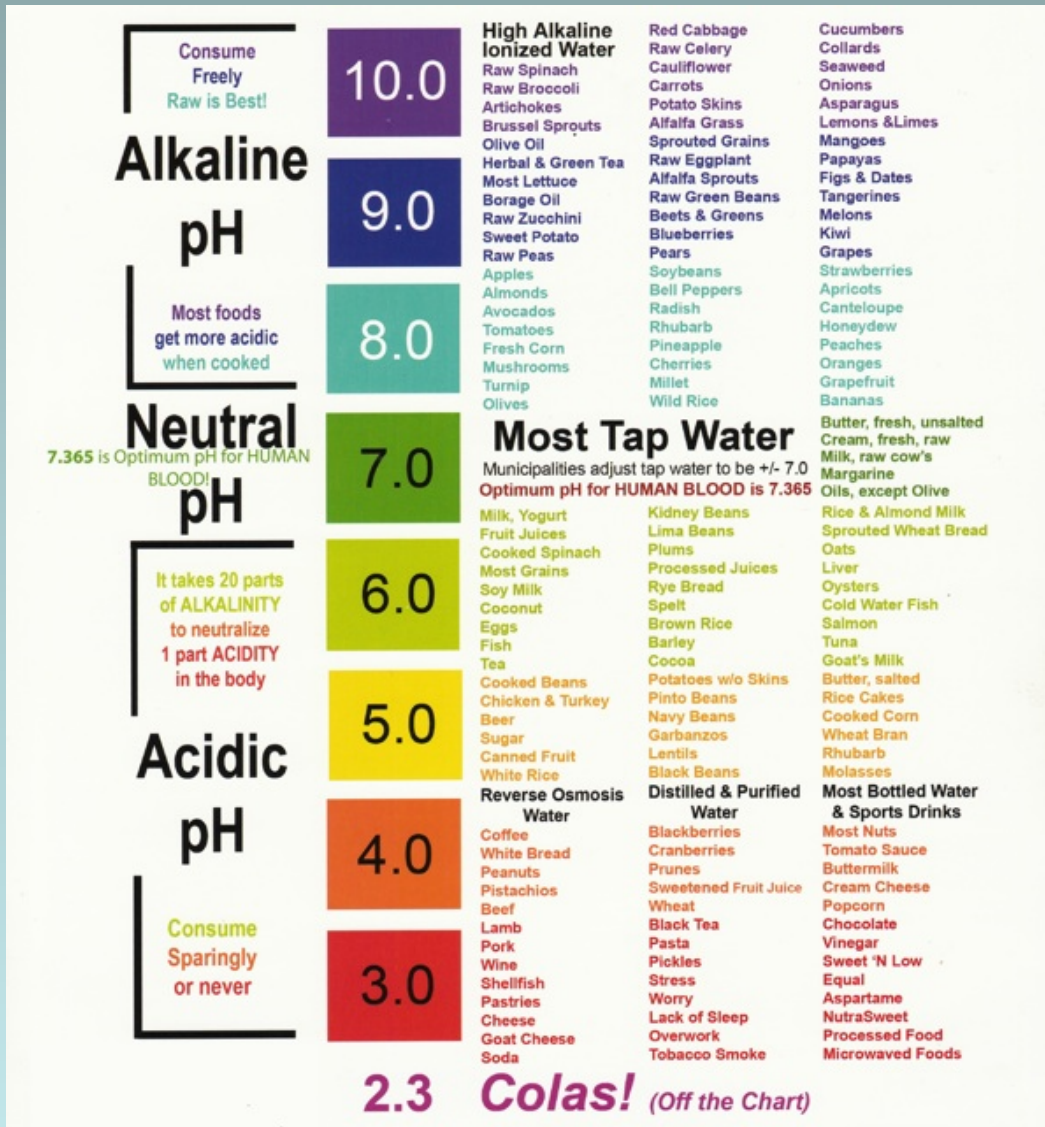 Consume
Freely
Raw is Best!
Alkaline
pH
Most foods
get more acidic
when cooked
Neutral
7.365 is Optimum pH for HUMAN
BLOOD!
pH
It takes 20 parts
of ALKALINITY
to neutralize
1 part ACIDITY
in the body
Acidic
pH
Consume
Sparingly
or never
10.0
9.0
8.0
7.0
6.0
5.0
4.0
3.0
High Alkaline
Ionized Water
Raw Spinach
Raw Broccoli
Artichokes
Brussel Sprouts
Olive Oil
Herbal & Green Tea
Most Lettuce
Borage Oil
Raw Zucchini
Sweet Potato
Raw Peas
Apples
Almonds
Avocados
Tomatoes
Fresh Corn
Mushrooms
Turnip
Olives
Red Cabbage
Raw Celery
Cauliflower
Carrots
Potato Skins
Alfalfa Grass
Sprouted Grains
Raw Eggplant
Alfalfa Sprouts
Raw Green Beans
Beets & Greens
Blueberries
Pears
Soybeans
Bell Peppers
Radish
Rhubarb
Pineapple
Cherries
Millet
Wild Rice
Cucumbers
Collards
Seaweed
Onions
Asparagus
Lemons &Limes
Mangoes
Papayas
Figs & Dates
Tangerines
Melons
Kiwi
Grapes
Strawberries
Apricots
Canteloupe
Honeydew
Peaches
Oranges
Grapefruit
Bananas
Most Tap Water
Municipalities adjust tap water to be +/- 7.0
Optimum pH for HUMAN BLOOD is 7.365
Butter, fresh, unsalted
Cream, fresh, raw
Milk, raw cow's
Margarine
Oils, except Olive
Milk, Yogurt
Fruit Juices
Cooked Spinach
Most Grains
Soy Milk
Coconut
Eggs
Fish
Tea
Cooked Beans
Chicken & Turkey
Beer
Sugar
Canned Fruit
White Rice
Kidney Beans
Lima Beans
Plums
Processed Juices
Rye Bread
Spelt
Brown Rice
Barley
Cocoa
Potatoes w/o Skins
Pinto Beans
Navy Beans
Garbanzos
Lentils
Black Beans
Rice & Almond Milk
Sprouted Wheat Bread
Oats
Liver
Oysters
Cold Water Fish
Salmon
Tuna
Goat's Milk
Butter, salted
Rice Cakes
Cooked Corn
Wheat Bran
Rhubarb
Molasses
Reverse Osmosis
Water
Coffee
White Bread
Peanuts
Pistachios
Beef
Lamb
Pork
Wine
Shellfish
Pastries
Cheese
Goat Cheese
Soda
Distilled & Purified
Water
Blackberries
Cranberries
Prunes
Sweetened Fruit Juice
Wheat
Black Tea
Pasta
Pickles
Stress
Worry
Lack of Sleep
Overwork
Tobacco Smoke
Most Bottled Water
& Sports Drinks
Most Nuts
Tomato Sauce
Buttermilk
Cream Cheese
Popcorn
Chocolate
Vinegar
Sweet 'N Low
Equal
Aspartame
NutraSweet
Processed Food
Microwaved Foods
2.3 Colas! (Off the Chart)